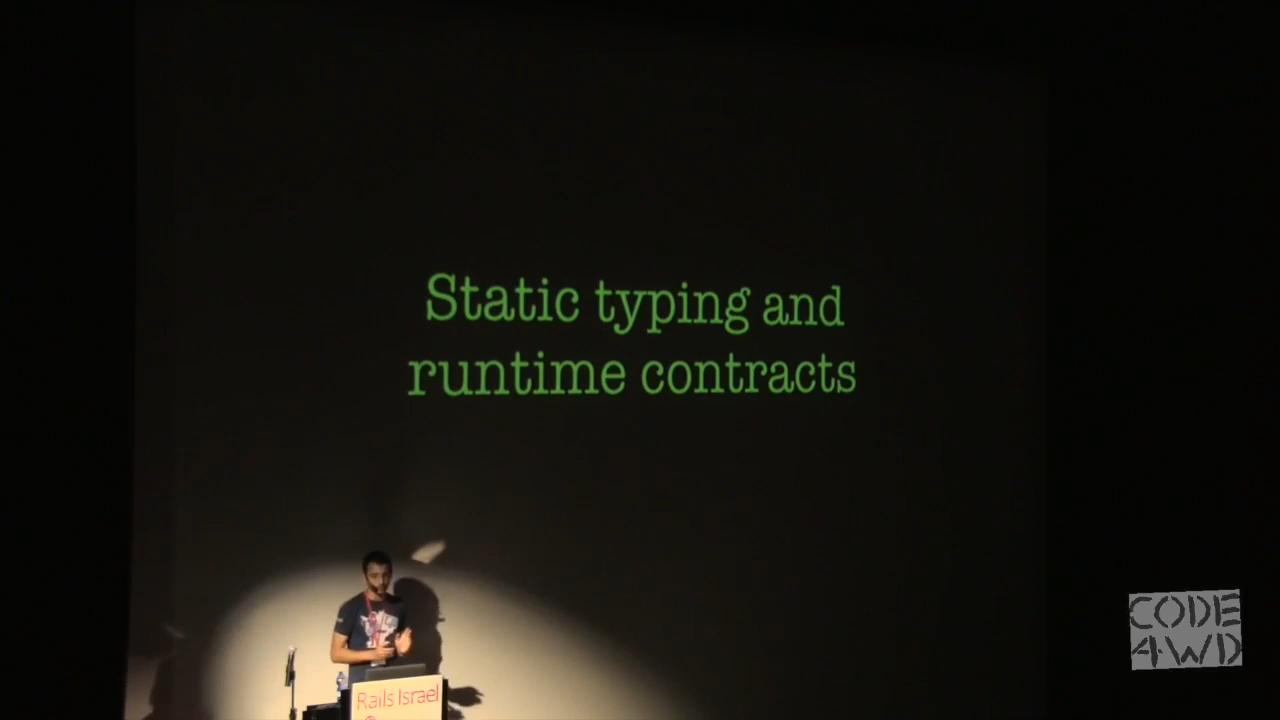 Static typing and
runtime contracts
Rails Israel
CODE
4WD